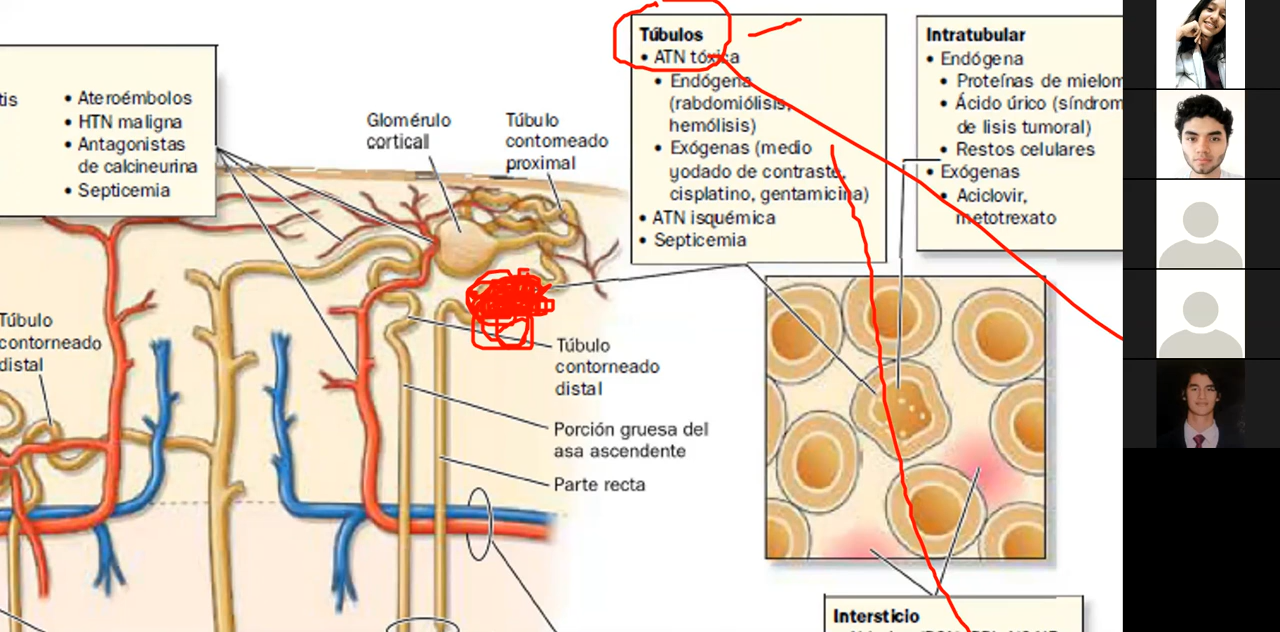 tis
• Ateroémbolos
• HTN maligna
• Antagonistas
de calcineurina
• Septicemia
Glomérulo
cortical
Túbulo
contorneado
proximal
Túbulos
• ATN tóxica
• Endógena
(rabdomiólisis,
hemólisis)
• Exógenas (medio
yodado de contraste,
cisplatino, gentamicina)
• ATN isquémica
• Septicemia
Intratubular
• Endógena
• Proteínas de mielom
• Ácido úrico (síndrom
de lisis tumoral)
• Restos celulares
• Exógenas
• Aciclovir,
metotrexato
Túbulo
contorneado
distal
Túbulo
contorneado
distal
Porción gruesa del
asa ascendente
Parte recta
Intersticio